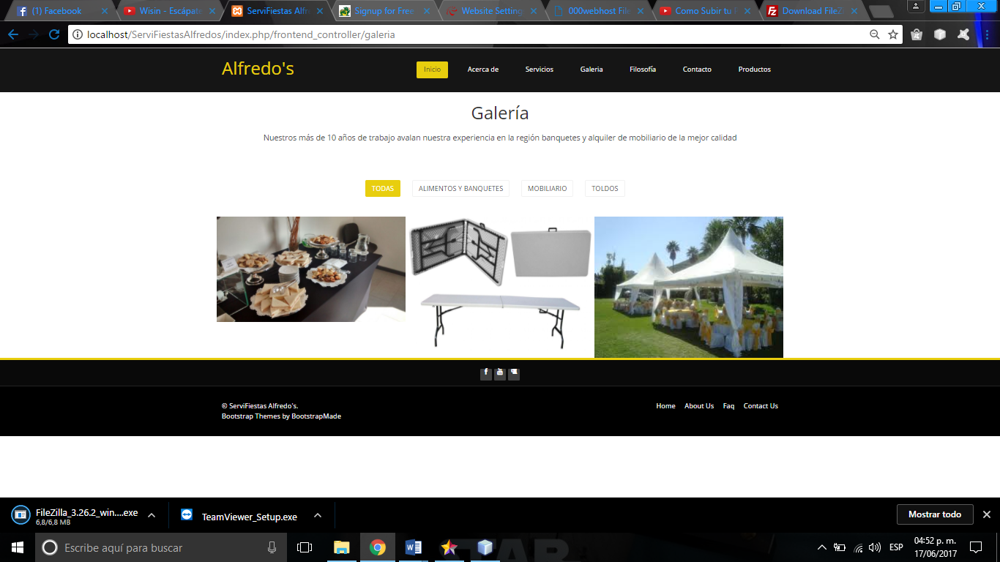 (1) Facebook
Wisin - Escápate
ServiFiestas Alfr
Signup for Free
Website Setting
000webhost File
Como Subir tu
Download FileZ
localhost/ServiFiestasAlfredos/index.php/frontend_controller/galeria
Alfredo's
Inicio
Acerca de
Servicios
Galeria
Filosofía
Contacto
Productos
Galería
Nuestros más de 10 años de trabajo avalan nuestra experiencia en la región banquetes y alquiler de mobiliario de la mejor calidad
TODAS
ALIMENTOS Y BANQUETES
MOBILIARIO
TOLDOS
© ServiFiestas Alfredo's.
Bootstrap Themes by BootstrapMade
Home
About Us
Faq
Contact Us
FileZilla_3.26.2_win....exe
6,8/6,8 MB
TeamViewer_Setup.exe
Mostrar todo
Escribe aquí para buscar
ESP
04:52 p. m.
17/06/2017